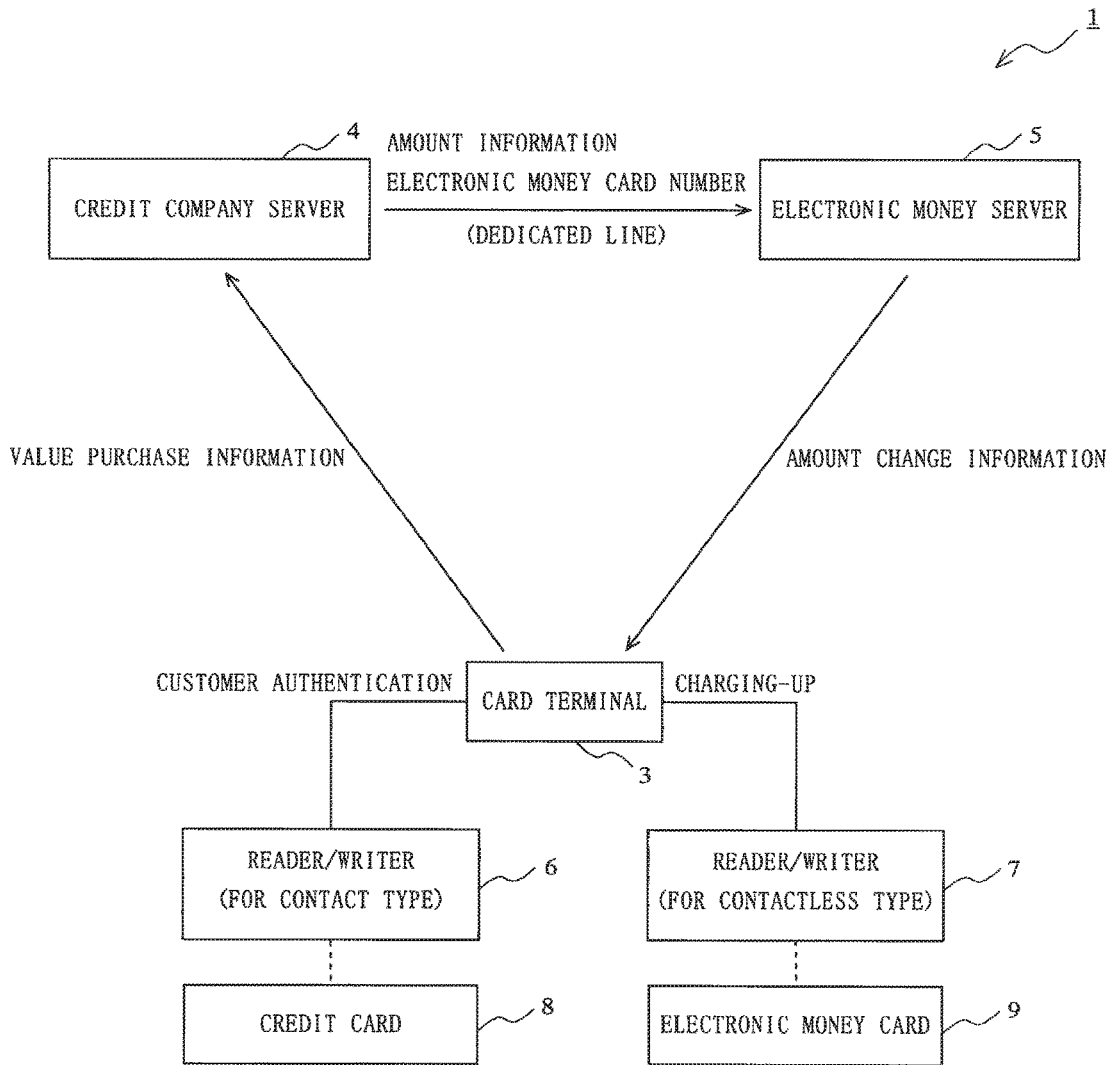 1
4
AMOUNT INFORMATION
5
CREDIT COMPANY SERVER
ELECTRONIC MONEY CARD NUMBER
ELECTRONIC MONEY SERVER
(DEDICATED LINE)
VALUE PURCHASE INFORMATION
AMOUNT CHANGE INFORMATION
CUSTOMER AUTHENTICATION
CARD TERMINAL
CHARGING-UP
3
READER/WRITER
(FOR CONTACT TYPE)
6
READER/WRITER
(FOR CONTACTLESS TYPE)
7
CREDIT CARD
8
ELECTRONIC MONEY CARD
9